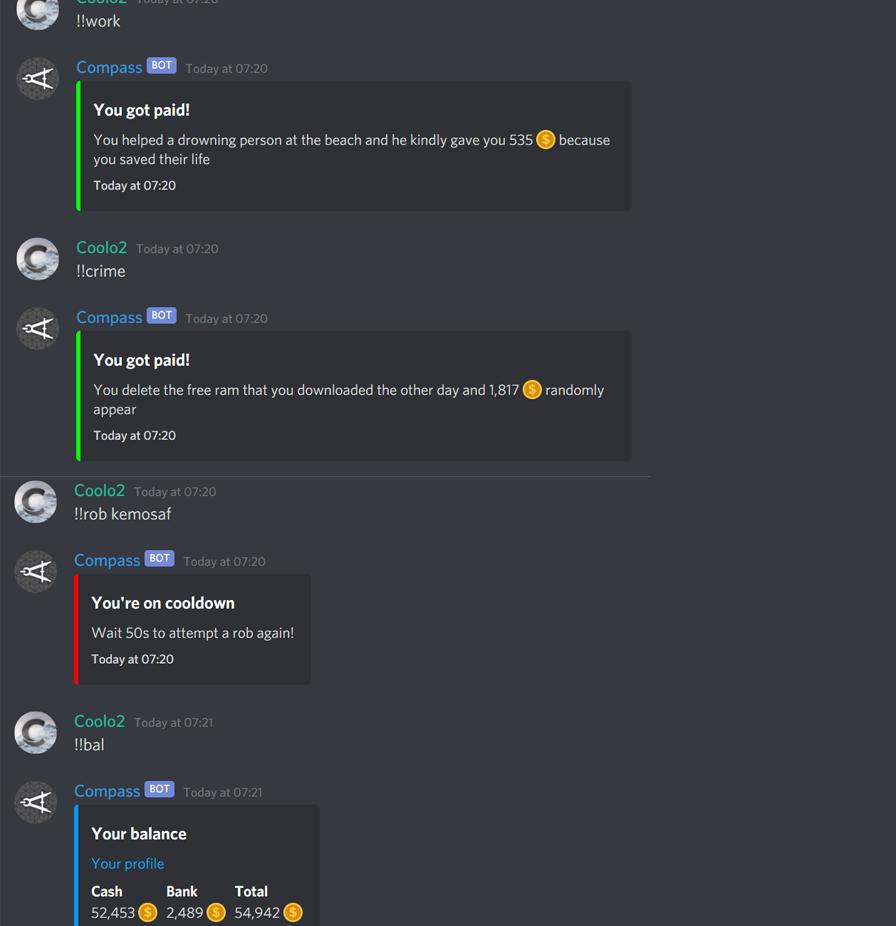 Coolo2 Today at 07:20
!!work
Compass BOT Today at 07:20
You got paid!
You helped a drowning person at the beach and he kindly gave you 535 $ because
you saved their life
Today at 07:20
Coolo2 Today at 07:20
!!crime
Compass BOT Today at 07:20
You got paid!
You delete the free ram that you downloaded the other day and 1,817 $ randomly
appear
Today at 07:20
Coolo2 Today at 07:20
!!rob kemosaf
Compass BOT Today at 07:20
You're on cooldown
Wait 50s to attempt a rob again!
Today at 07:20
Coolo2 Today at 07:21
!!bal
Compass BOT Today at 07:21
Your balance
Your profile
Cash Bank Total
52,453 $ 2,489 $ 54,942 $